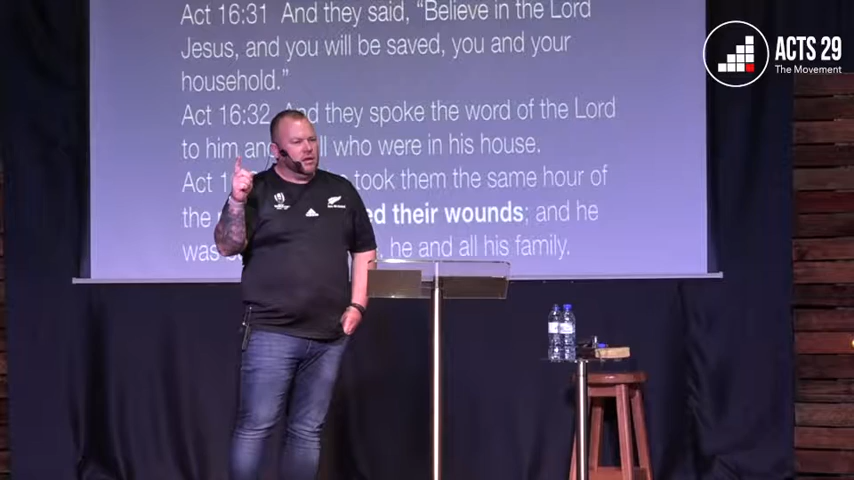 Act 16:31 And they said, “Believe in the Lord
Jesus, and you will be saved, you and your
household.”
Act 16:32 And they spoke the word of the Lord
to him and all who were in his house.
Act took them the same hour of
the ed their wounds; and he
was he and all his family.
ACTS 29
The Movement
adidas